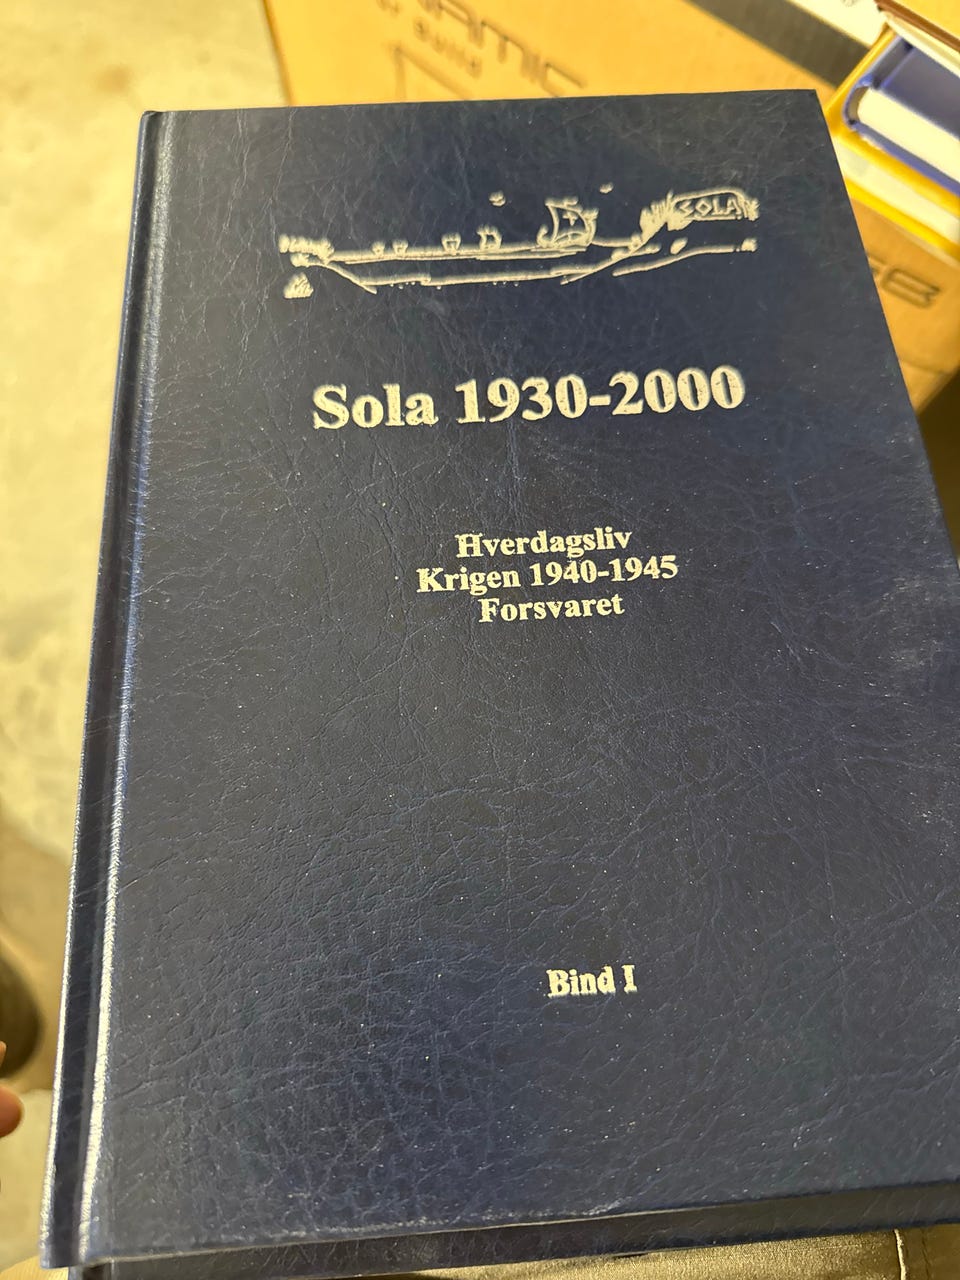 SOLA
Sola 1930-2000
Hverdagsliv
Krigen 1940-1945
Forsvaret
Bind I